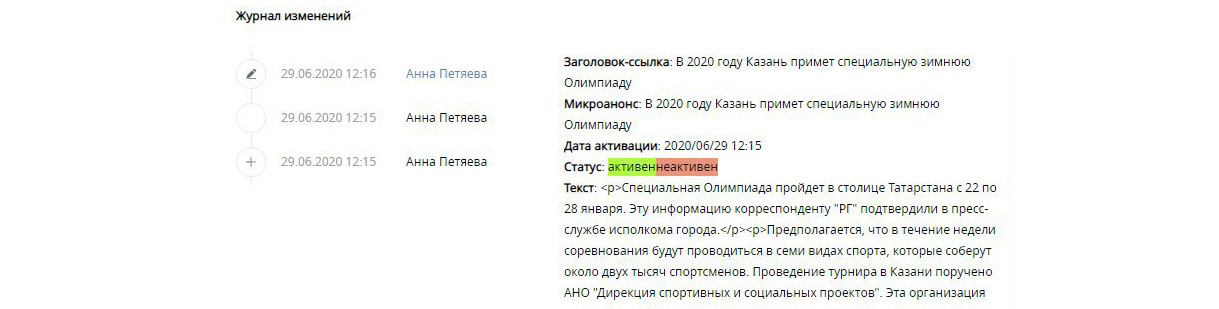 Журнал изменений
29.06.2020 12:16 Анна Петяева
29.06.2020 12:15 Анна Петяева
29.06.2020 12:15 Анна Петяева
Заголовок-ссылка: В 2020 году Казань примет специальную зимнюю
Олимпиаду
Микроанонс: В 2020 году Казань примет специальную зимнюю
Олимпиаду
Дата активации: 2020/06/29 12:15
Статус: активеннеактивен
Текст: <p>Специальная Олимпиада пройдет в столице Татарстана с 22 по
28 января. Эту информацию корреспонденту "РГ" подтвердили в пресс-
службе исполкома города.</p><p>Предполагается, что в течение недели
соревнования будут проводиться в семи видах спорта, которые соберут
около двух тысяч спортсменов. Проведение турнира в Казани поручено
АНО "Дирекция спортивных и социальных проектов". Эта организация